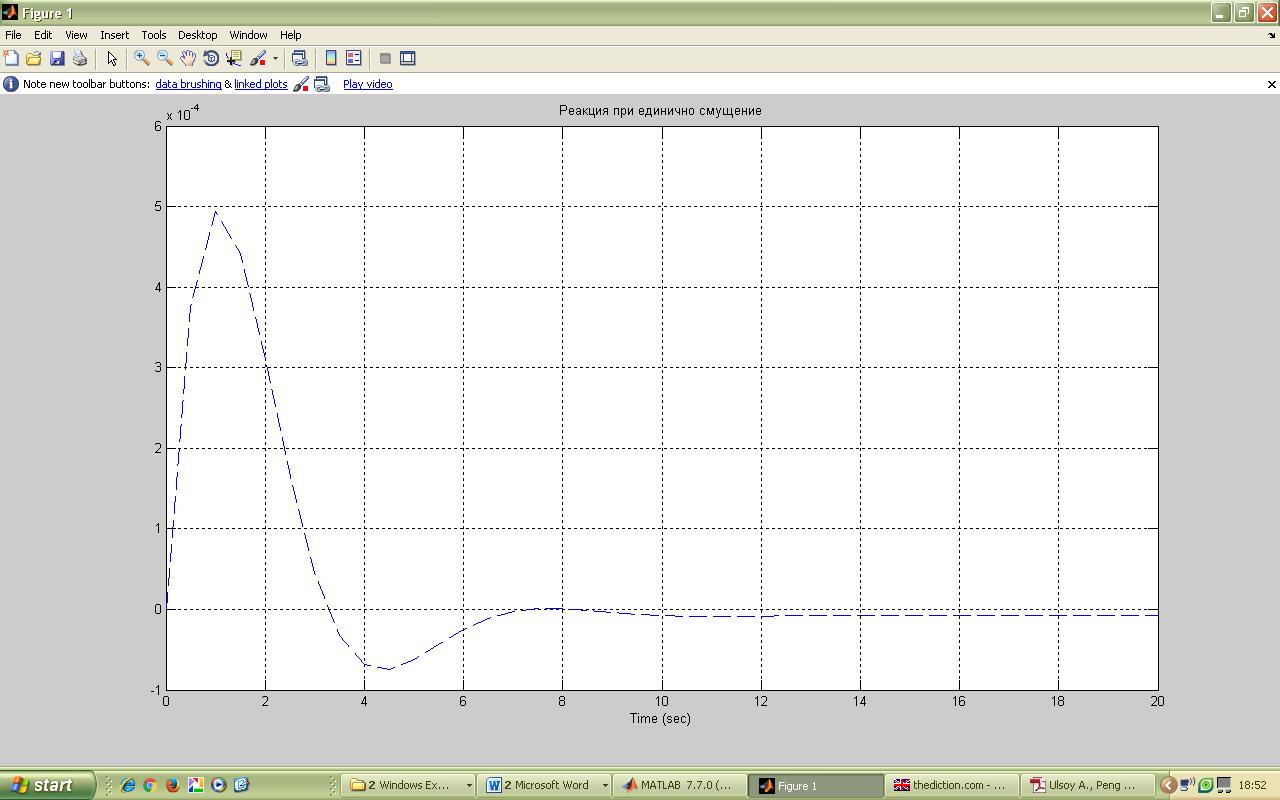 Figure 1
File Edit View Insert Tools Desktop Window Help
Note new toolbar buttons: data brushing & linked plots Play video
x 10^-4
Реакция при единично смущение
6
5
4
3
2
1
0
-1
0 2 4 6 8 10 12 14 16 18 20
Time (sec)
start 2 Windows Ex... 2 Microsoft Word MATLAB 7.7.0 (... Figure 1 thediction.com - ... Ulsoy A., Peng ... 18:52